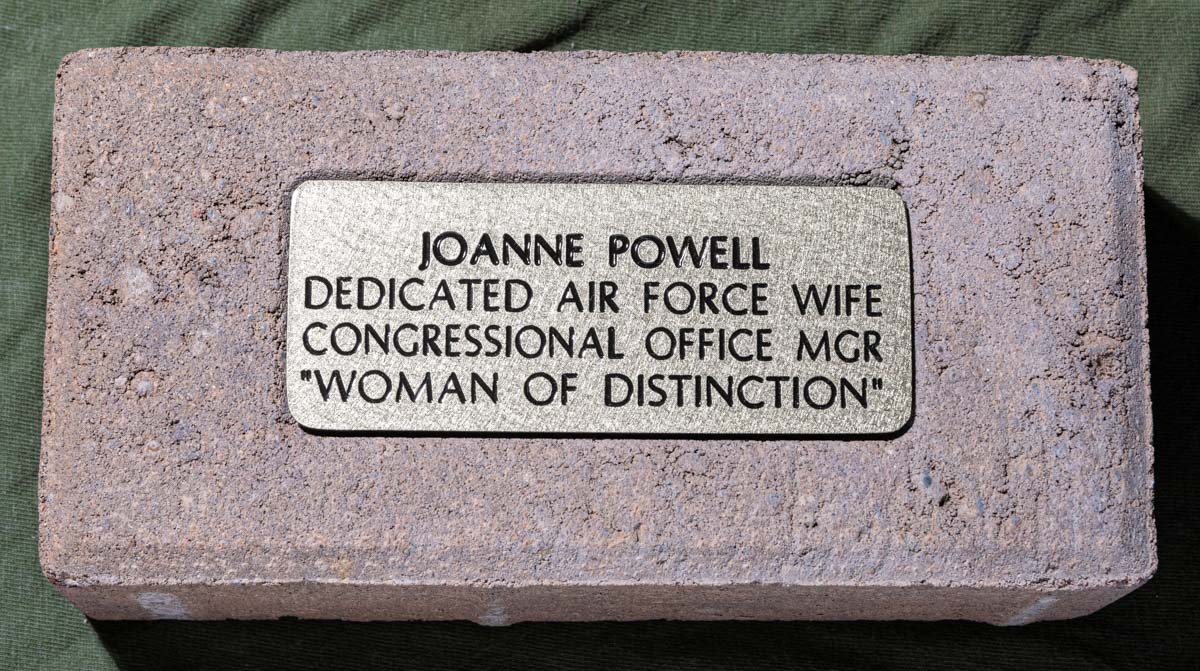 JOANNE POWELL
DEDICATED AIR FORCE WIFE
CONGRESSIONAL OFFICE MGR
"WOMAN OF DISTINCTION"